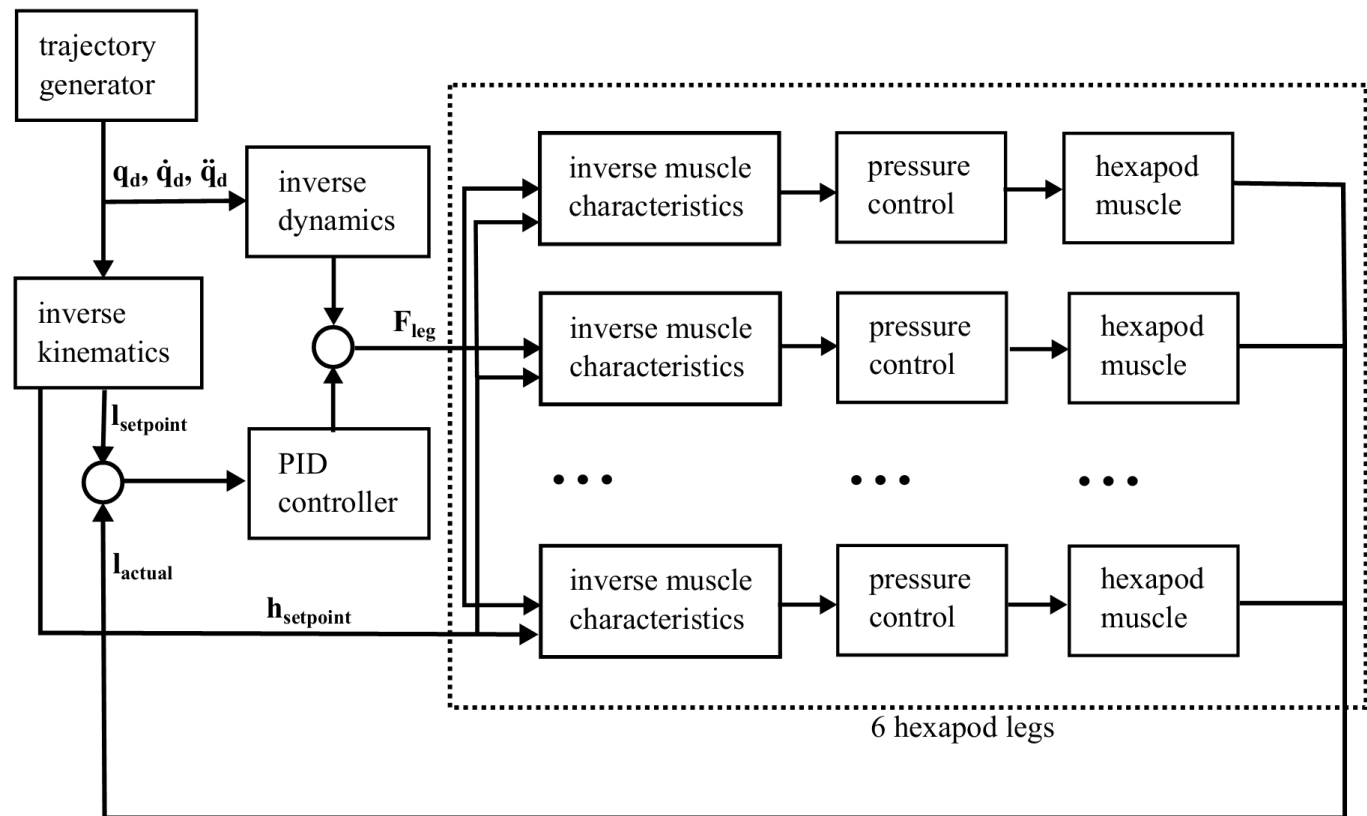 trajectory
generator
q_d, q̇_d, q̈_d
inverse
dynamics
inverse
kinematics
l_setpoint
PID
controller
l_actual
h_setpoint
F_leg
inverse muscle
characteristics
pressure
control
hexapod
muscle
inverse muscle
characteristics
pressure
control
hexapod
muscle
• • •
• • •
• • •
inverse muscle
characteristics
pressure
control
hexapod
muscle
6 hexapod legs